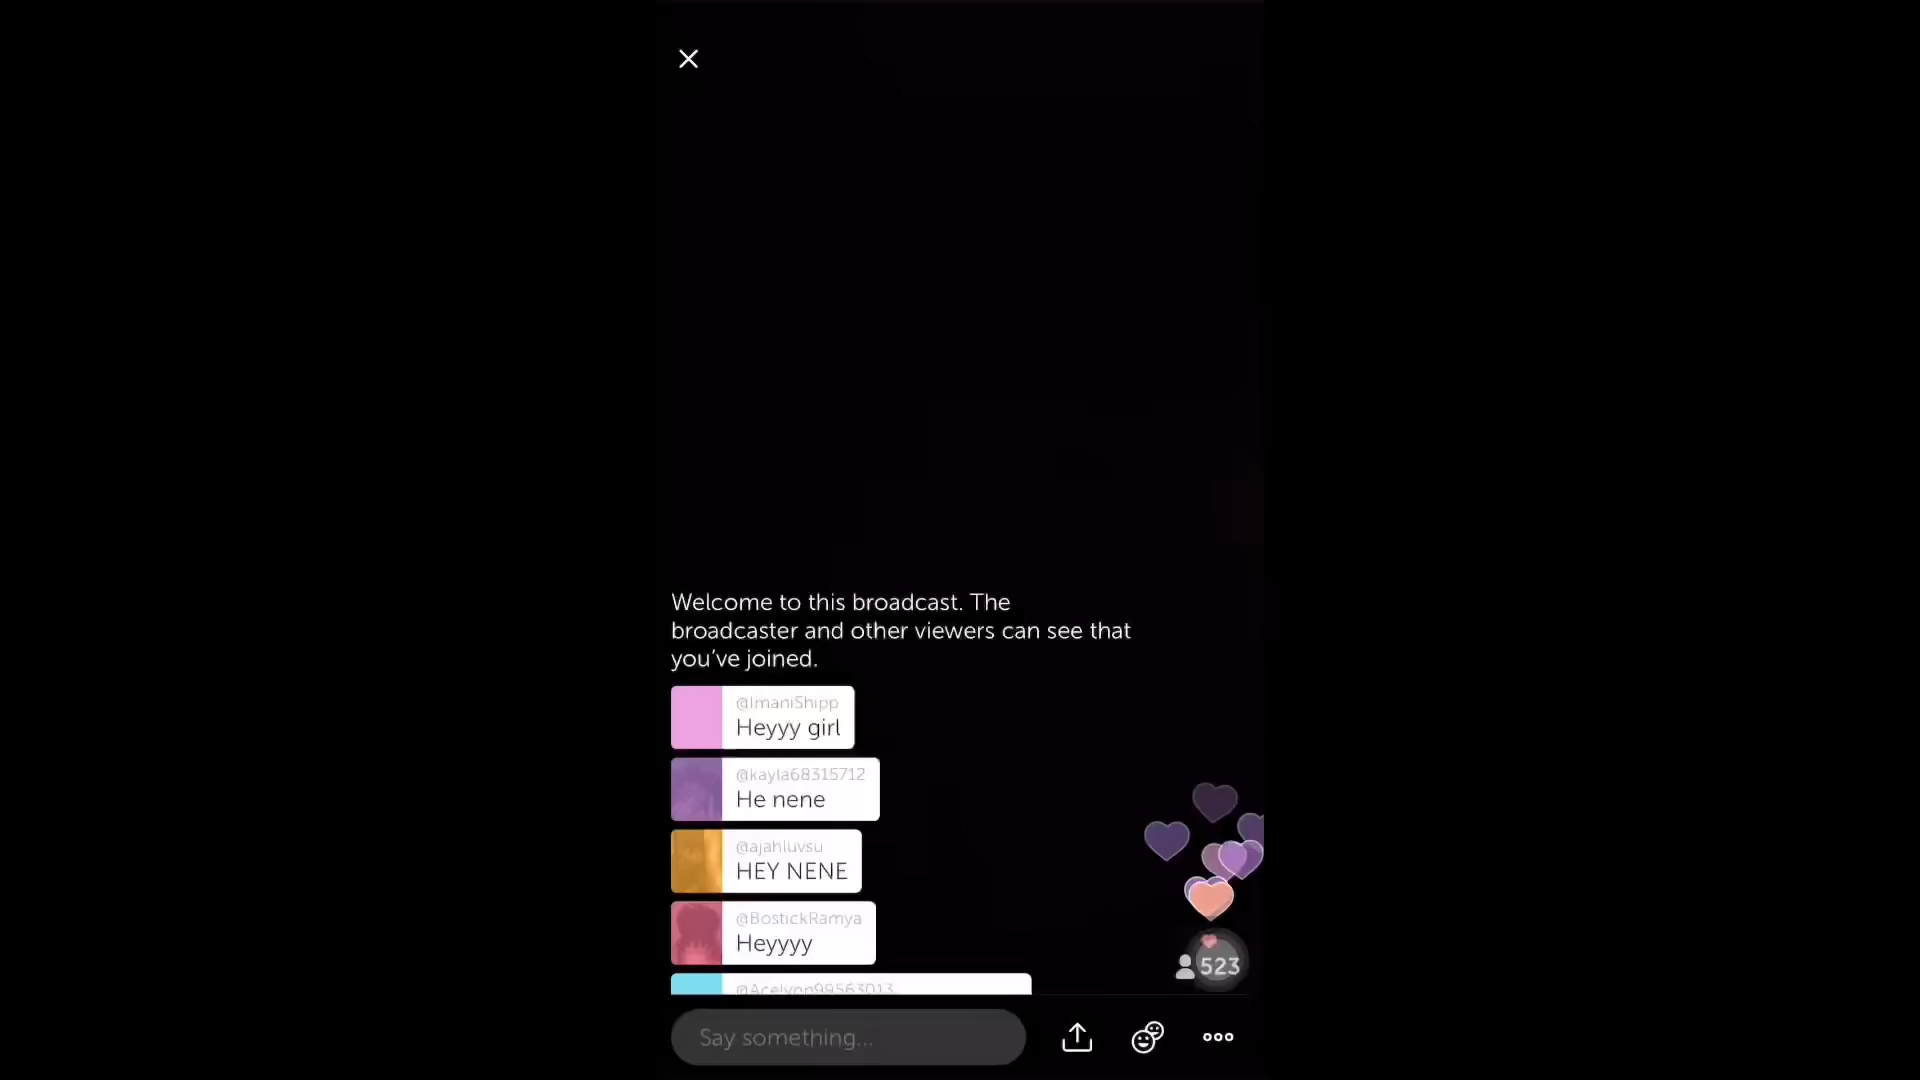 Welcome to this broadcast. The
broadcaster and other viewers can see that
you've joined.
@ImaniShipp
Heyyy girl
@kayla68315712
He nene
@ajahluvsu
HEY NENE
@BostickRamya
Heyyyy
@Acelynn99563013
523
Say something...